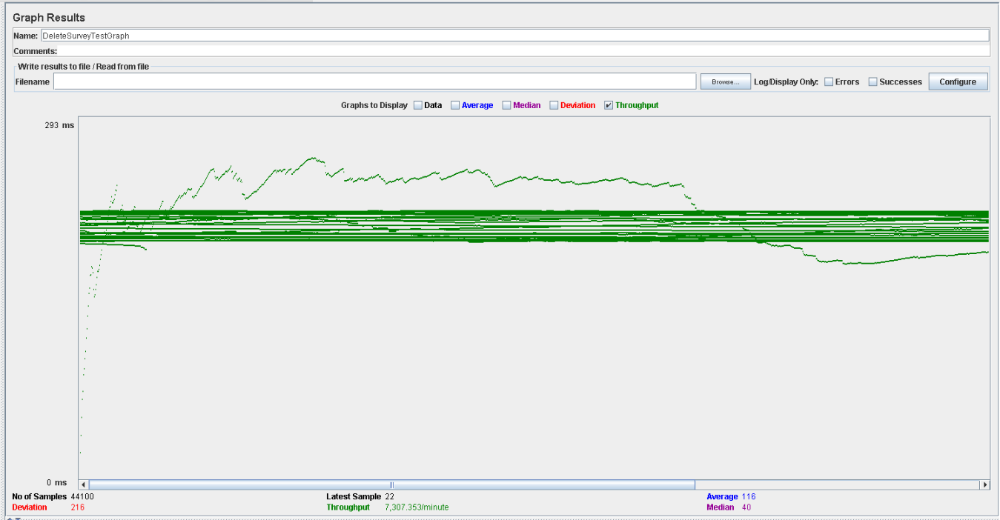 Graph Results
Name: DeleteSurveyTestGraph
Comments:
Write results to file / Read from file
Filename Browse... Log/Display Only: Errors Successes Configure
Graphs to Display Data Average Median Deviation Throughput
293 ms
0 ms
No of Samples 44100 Latest Sample 22 Average 116
Deviation 216 Throughput 7,307.353/minute Median 40